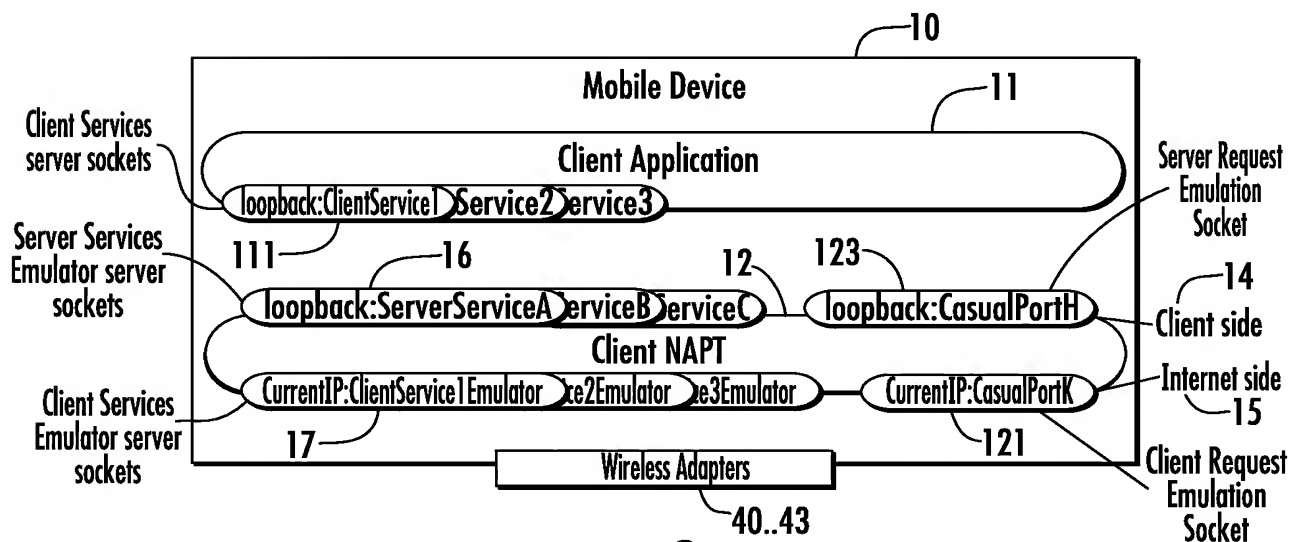 10
Mobile Device
11
Client Services
server sockets
Client Application
loopback:ClientService1
Service2
ervice3
111
Server Request
Emulation
Socket
Server Services
Emulator server
sockets
16
12
123
14
loopback:ServerServiceA
erviceB
erviceC
loopback:CasualPortH
Client side
Client NAPT
CurrentIP:ClientService1Emulator
ce2Emulator
e3Emulator
CurrentIP:CasualPortK
Internet side
15
Client Services
Emulator server
sockets
17
121
Wireless Adapters
40..43
Client Request
Emulation
Socket